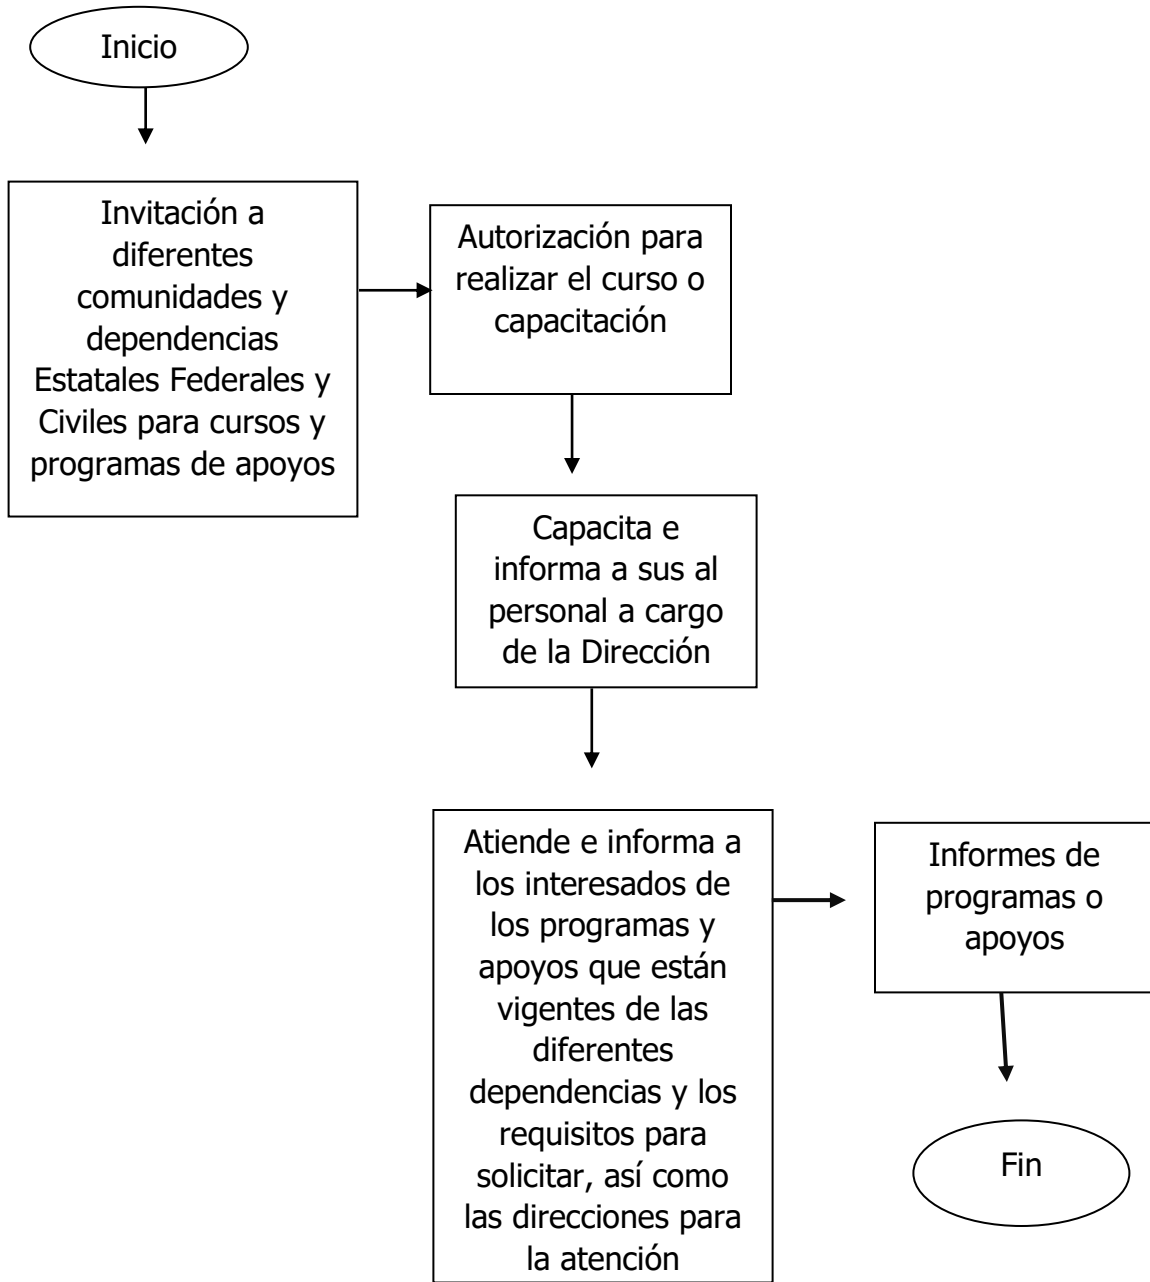 Inicio
Invitación a
diferentes
comunidades y
dependencias
Estatales Federales y
Civiles para cursos y
programas de apoyos
Autorización para
realizar el curso o
capacitación
Capacita e
informa a sus al
personal a cargo
de la Dirección
Atiende e informa a
los interesados de
los programas y
apoyos que están
vigentes de las
diferentes
dependencias y los
requisitos para
solicitar, así como
las direcciones para
la atención
Informes de
programas o
apoyos
Fin